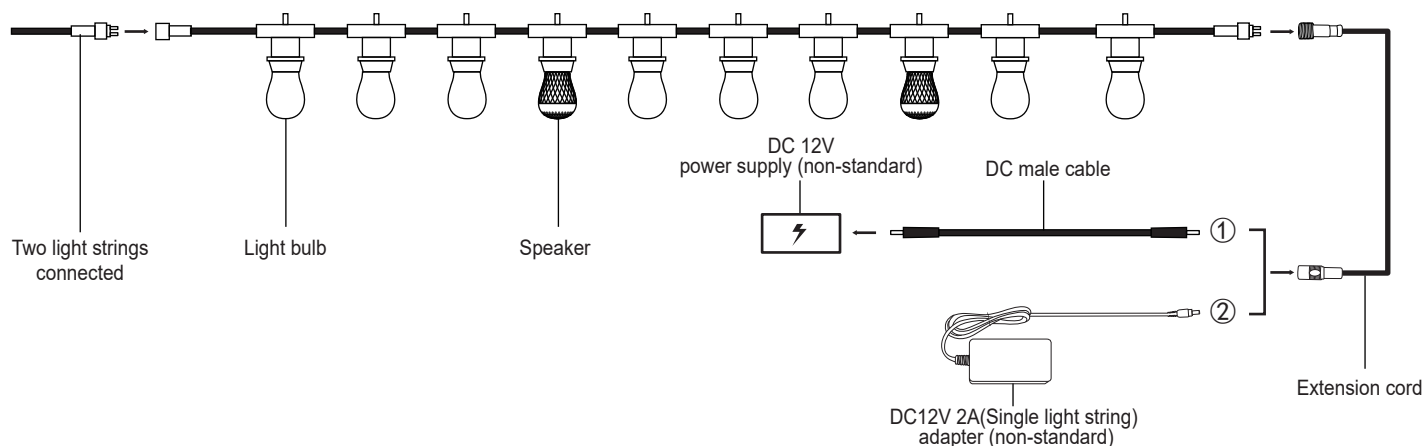 DC 12V
power supply (non-standard)
DC male cable
Two light strings
connected
Light bulb
Speaker
①
②
Extension cord
DC12V 2A(Single light string)
adapter (non-standard)